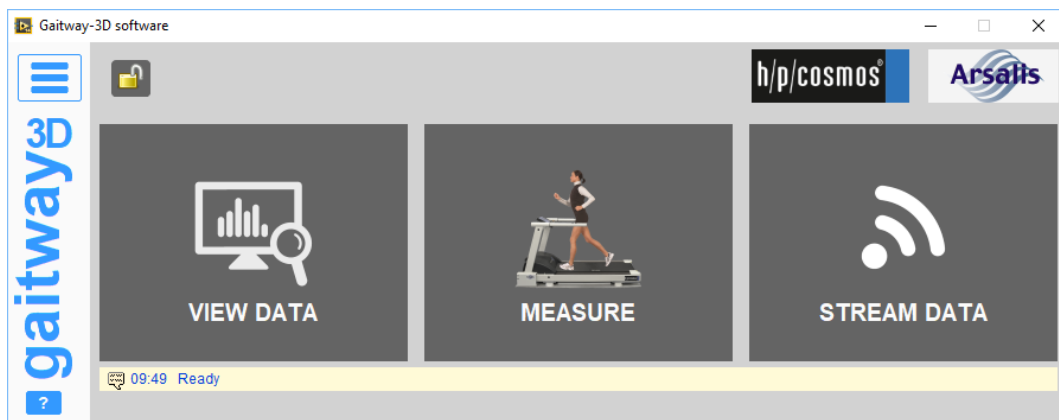 Gaitway-3D software
h/p/cosmos®
Arsalis
gaitway3D
VIEW DATA
MEASURE
STREAM DATA
09:49 Ready
?